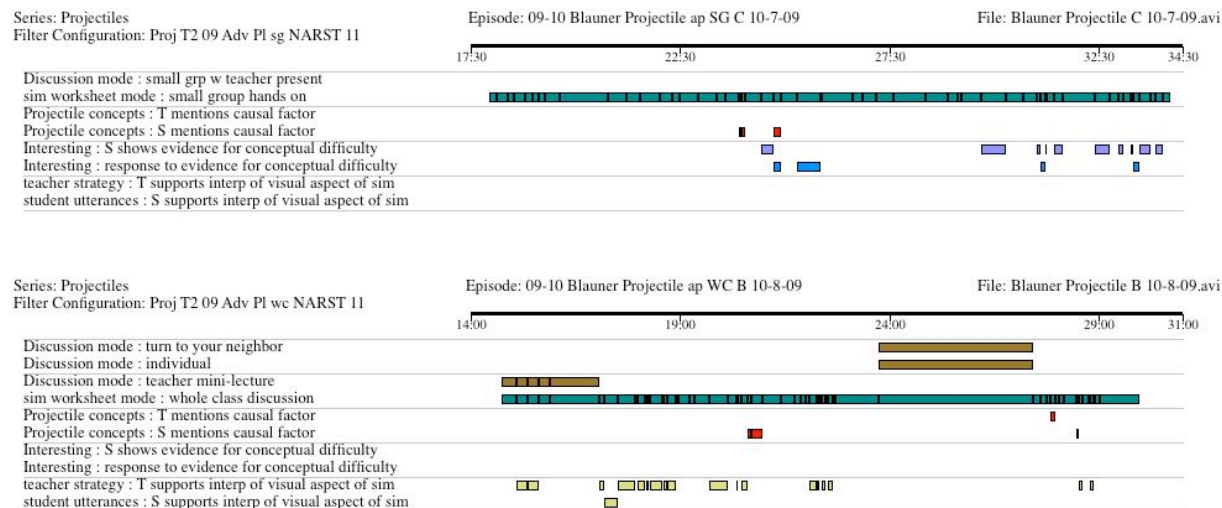 Series: Projectiles Episode: 09-10 Blauner Projectile ap SG C 10-7-09 File: Blauner Projectile C 10-7-09.avi
Filter Configuration: Proj T2 09 Adv Pl sg NARST 11
17:30 22:30 27:30 32:30 34:30
Discussion mode : small grp w teacher present
sim worksheet mode : small group hands on
Projectile concepts : T mentions causal factor
Projectile concepts : S mentions causal factor
Interesting : S shows evidence for conceptual difficulty
Interesting : response to evidence for conceptual difficulty
teacher strategy : T supports interp of visual aspect of sim
student utterances : S supports interp of visual aspect of sim
Series: Projectiles Episode: 09-10 Blauner Projectile ap WC B 10-8-09 File: Blauner Projectile B 10-8-09.avi
Filter Configuration: Proj T2 09 Adv Pl wc NARST 11
14:00 19:00 24:00 29:00 31:00
Discussion mode : turn to your neighbor
Discussion mode : individual
Discussion mode : teacher mini-lecture
sim worksheet mode : whole class discussion
Projectile concepts : T mentions causal factor
Projectile concepts : S mentions causal factor
Interesting : S shows evidence for conceptual difficulty
Interesting : response to evidence for conceptual difficulty
teacher strategy : T supports interp of visual aspect of sim
student utterances : S supports interp of visual aspect of sim